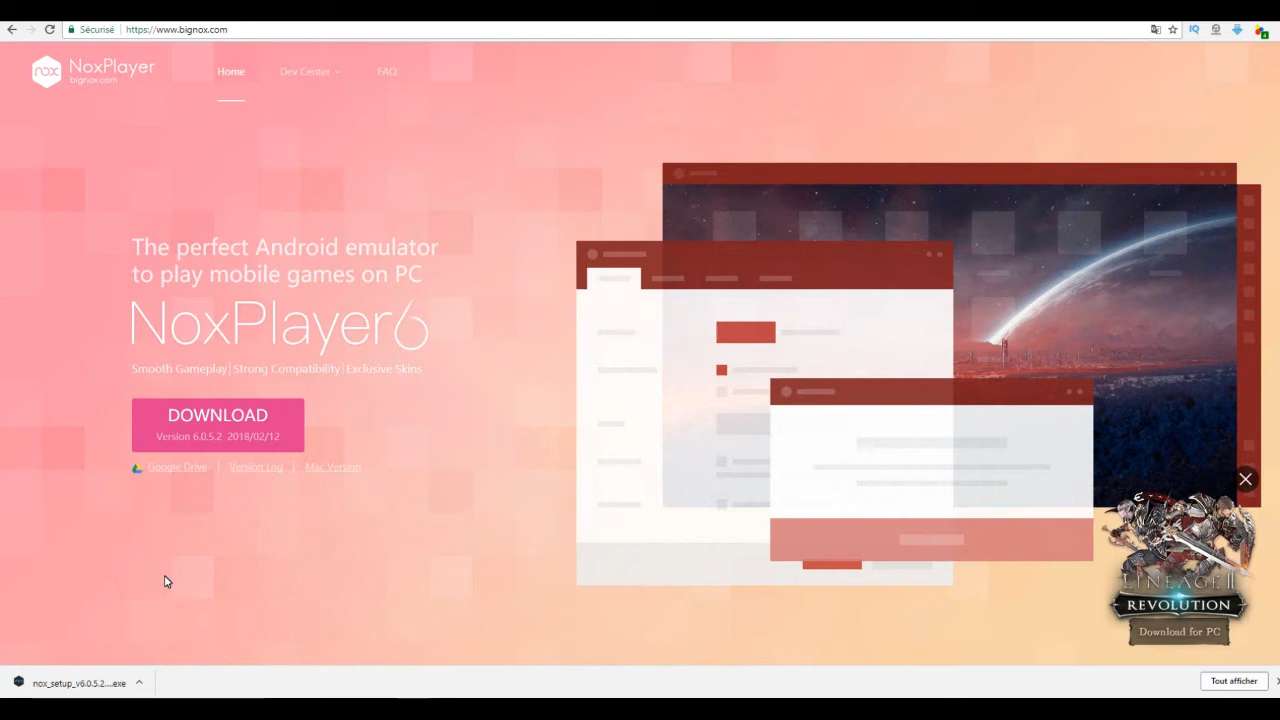 Sécurisé
https://www.bignox.com
IQ
nox
NoxPlayer
bignox.com
Home
Dev Center
FAQ
The perfect Android emulator
to play mobile games on PC
NoxPlayer6
Smooth Gameplay|Strong Compatibility|Exclusive Skins
DOWNLOAD
Version 6.0.5.2 2018/02/12
Google Drive | Version Log | Mac Version
LINEAGE II
REVOLUTION
Download for PC
nox_setup_v6.0.5.2....exe
Tout afficher